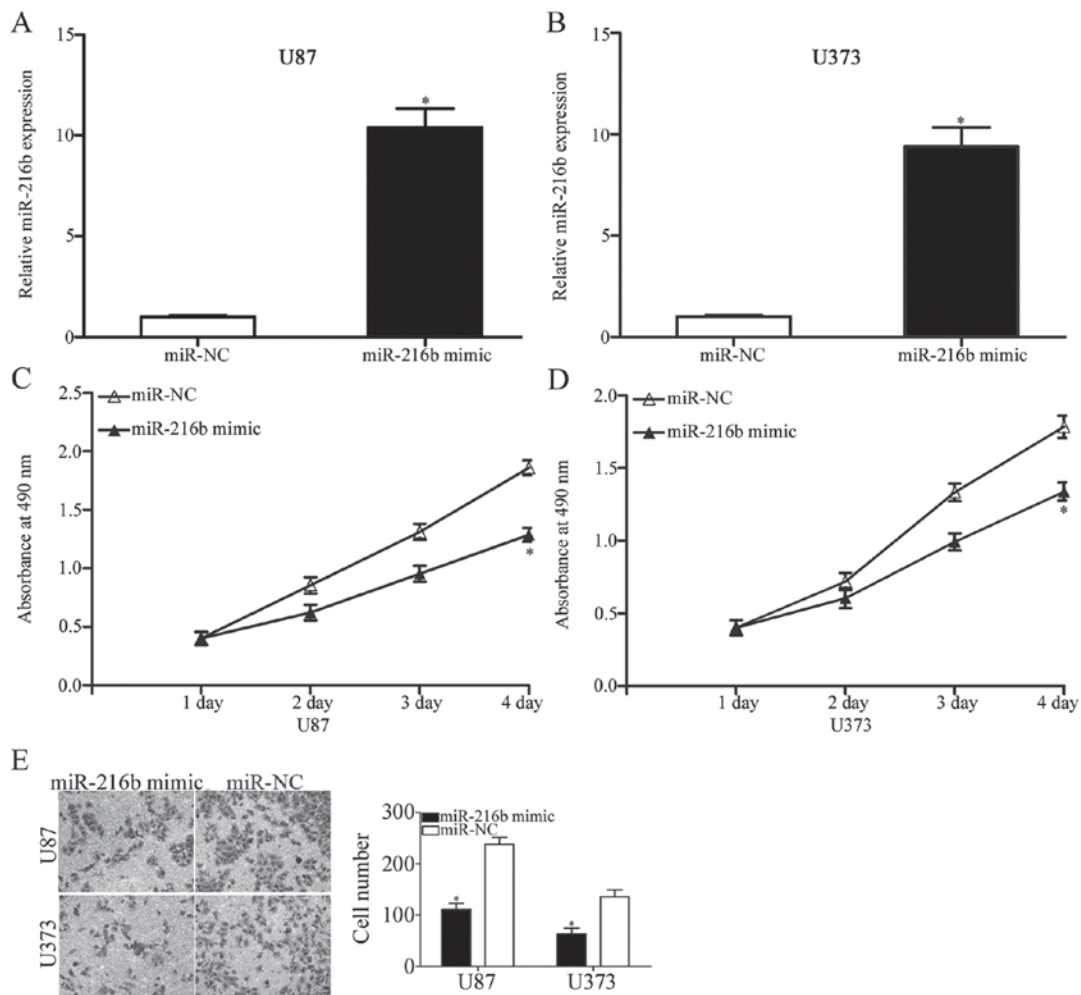 A
U87
15
10
5
0
Relative miR-216b expression
*
miR-NC
miR-216b mimic
B
U373
15
10
5
0
Relative miR-216b expression
*
miR-NC
miR-216b mimic
C
2.5
2.0
1.5
1.0
0.5
0.0
Absorbance at 490 nm
miR-NC
miR-216b mimic
*
1 day 2 day 3 day 4 day
U87
D
2.0
1.5
1.0
0.5
0.0
Absorbance at 490 nm
miR-NC
miR-216b mimic
*
1 day 2 day 3 day 4 day
U373
E
miR-216b mimic miR-NC
U87
U373
300
200
100
0
Cell number
miR-216b mimic
miR-NC
* *
U87 U373